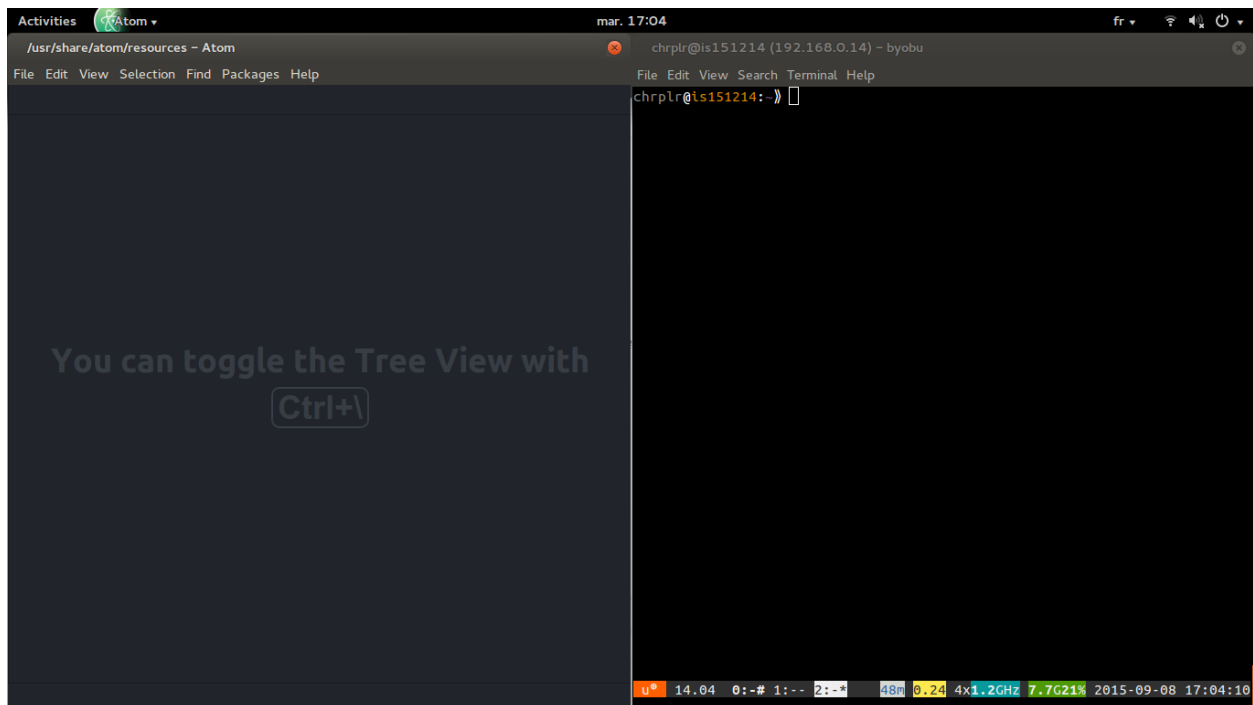 Activities Atom mar. 17:04 fr
/usr/share/atom/resources – Atom
File Edit View Selection Find Packages Help
You can toggle the Tree View with
Ctrl+\
chrplr@is151214 (192.168.0.14) – byobu
File Edit View Search Terminal Help
chrplr@is151214:~⟫
u® 14.04 0:-# 1:-- 2:-* 48m 0.24 4x1.2GHz 7.7G21% 2015-09-08 17:04:10